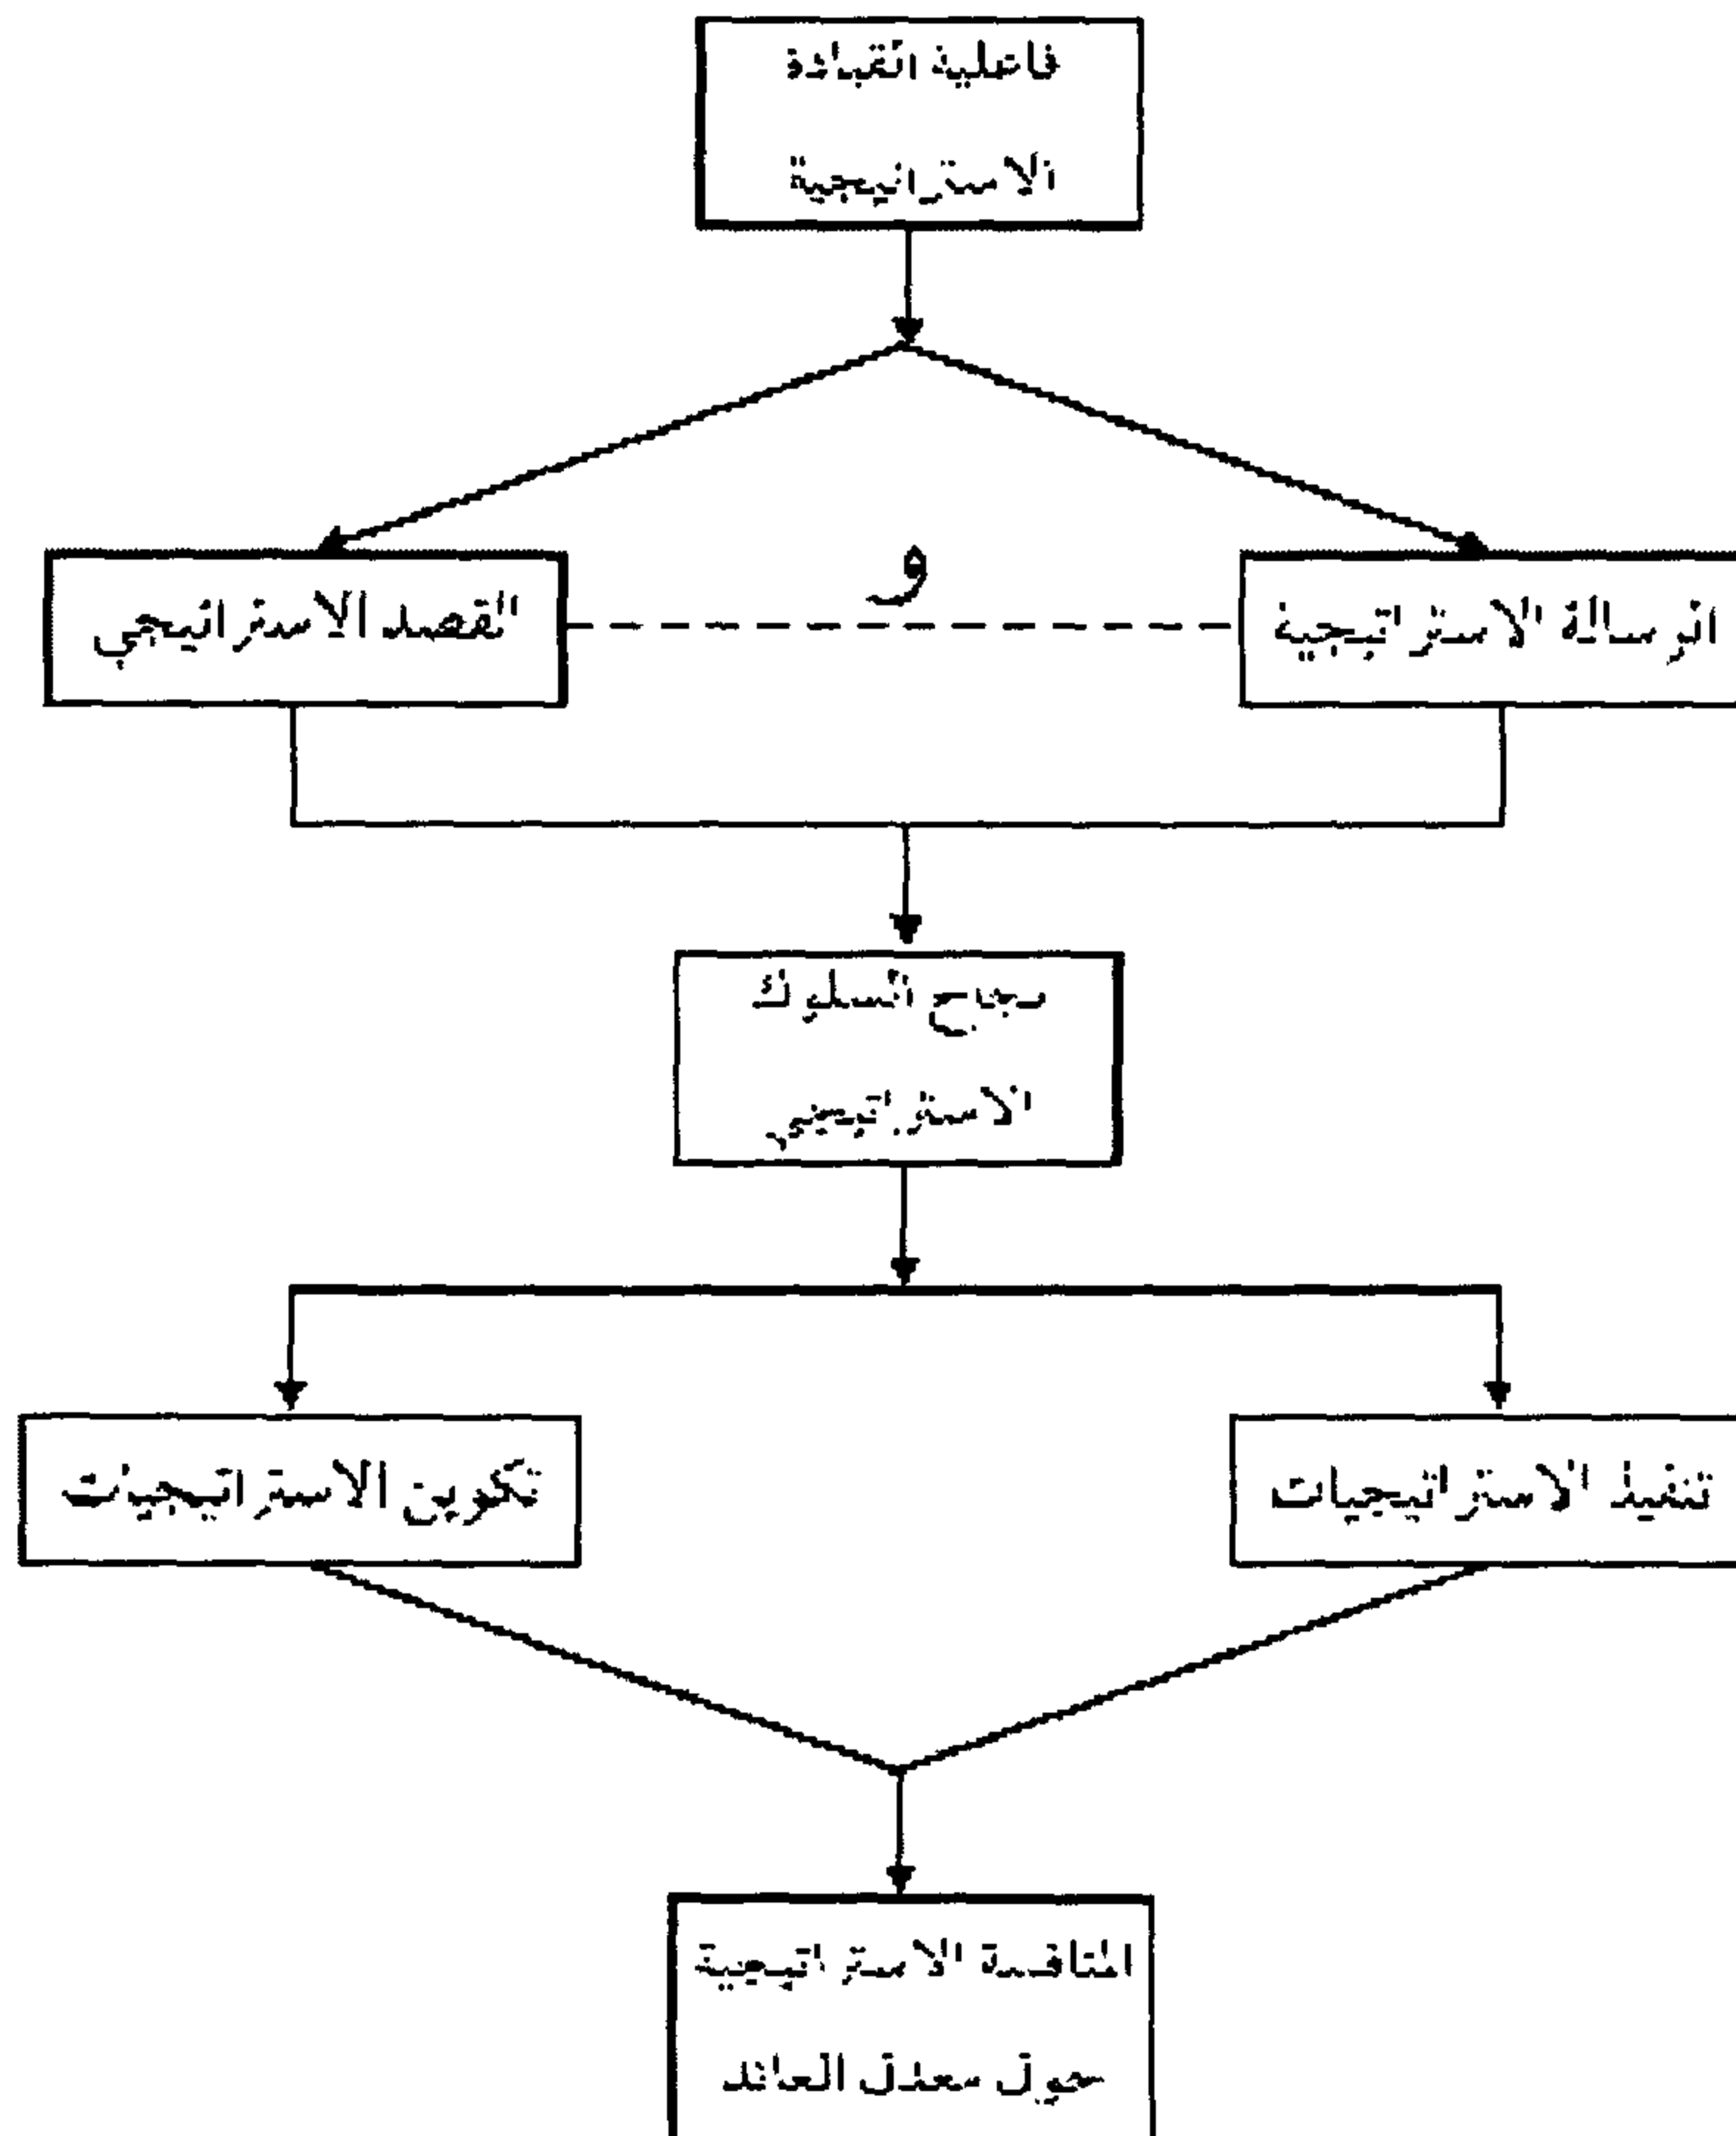 فاعلية القيادة
الاستراتيجية
و
الرسالة الاستراتيجية
القصد الاستراتيجي
نجاح السلوك
الاستراتيجي
تنفيذ الاستراتيجيات
تكوين الاستراتيجيات
المنافسة الاستراتيجية
حول معدل العائد